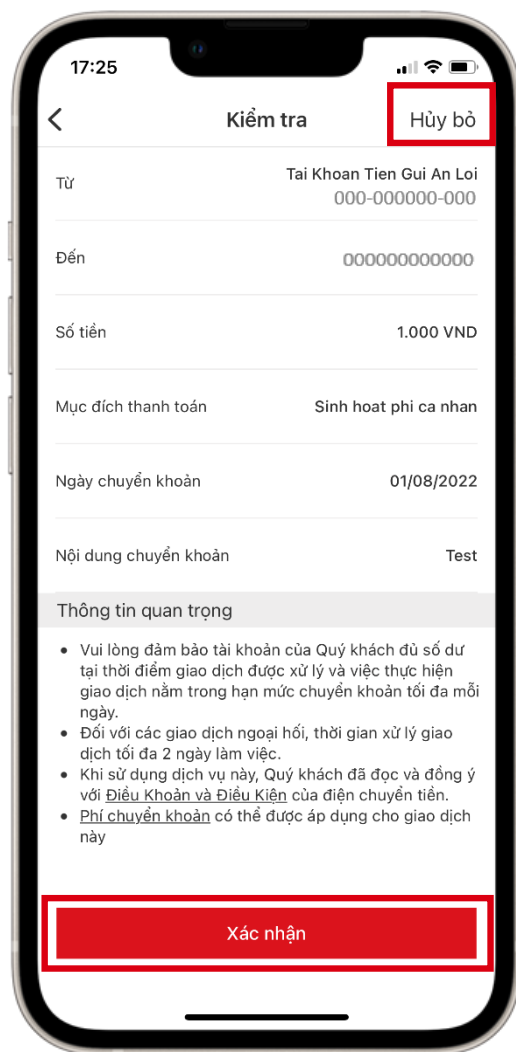 17:25
Kiểm tra
Hủy bỏ
Từ
Tai Khoan Tien Gui An Loi
000-000000-000
Đến
000000000000
Số tiền
1.000 VND
Mục đích thanh toán
Sinh hoat phi ca nhan
Ngày chuyển khoản
01/08/2022
Nội dung chuyển khoản
Test
Thông tin quan trọng
• Vui lòng đảm bảo tài khoản của Quý khách đủ số dư
tại thời điểm giao dịch được xử lý và việc thực hiện
giao dịch nằm trong hạn mức chuyển khoản tối đa mỗi
ngày.
• Đối với các giao dịch ngoại hối, thời gian xử lý giao
dịch tối đa 2 ngày làm việc.
• Khi sử dụng dịch vụ này, Quý khách đã đọc và đồng ý
với Điều Khoản và Điều Kiện của điện chuyển tiền.
• Phí chuyển khoản có thể được áp dụng cho giao dịch
này
Xác nhận